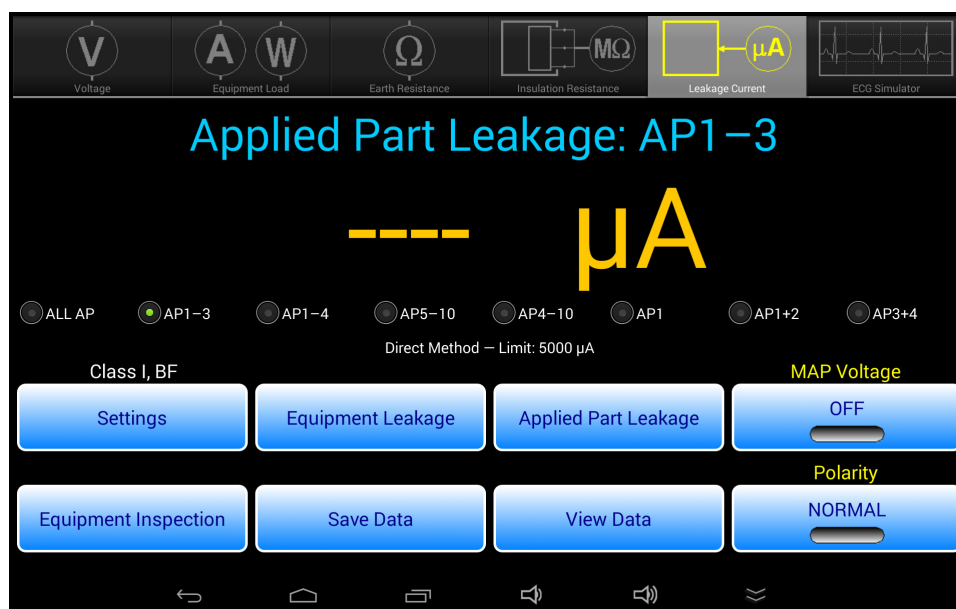 V A W Ω MΩ µA
Voltage Equipment Load Earth Resistance Insulation Resistance Leakage Current ECG Simulator
Applied Part Leakage: AP1–3
---- µA
ALL AP AP1–3 AP1–4 AP5–10 AP4–10 AP1 AP1+2 AP3+4
Direct Method – Limit: 5000 µA
Class I, BF MAP Voltage
Settings Equipment Leakage Applied Part Leakage OFF
Polarity
Equipment Inspection Save Data View Data NORMAL